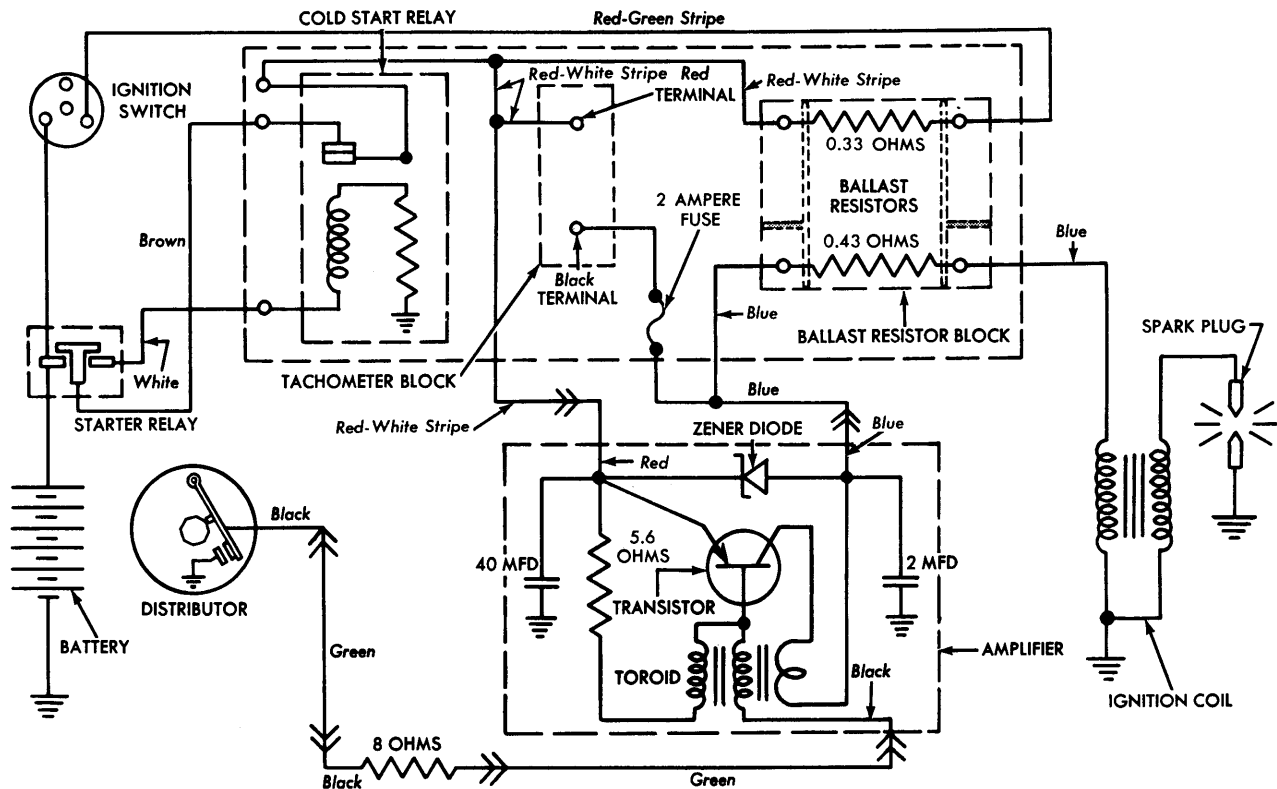 COLD START RELAY
Red-Green Stripe
IGNITION
SWITCH
Red-White Stripe
Red
TERMINAL
Red-White Stripe
0.33 OHMS
BALLAST
RESISTORS
2 AMPERE
FUSE
0.43 OHMS
Blue
Brown
Black
TERMINAL
Blue
BALLAST RESISTOR BLOCK
SPARK PLUG
White
TACHOMETER BLOCK
STARTER RELAY
Blue
Red-White Stripe
ZENER DIODE
Blue
Red
Black
5.6
OHMS
40 MFD
2 MFD
TRANSISTOR
DISTRIBUTOR
BATTERY
Green
TOROID
Black
AMPLIFIER
IGNITION COIL
8 OHMS
Black
Green